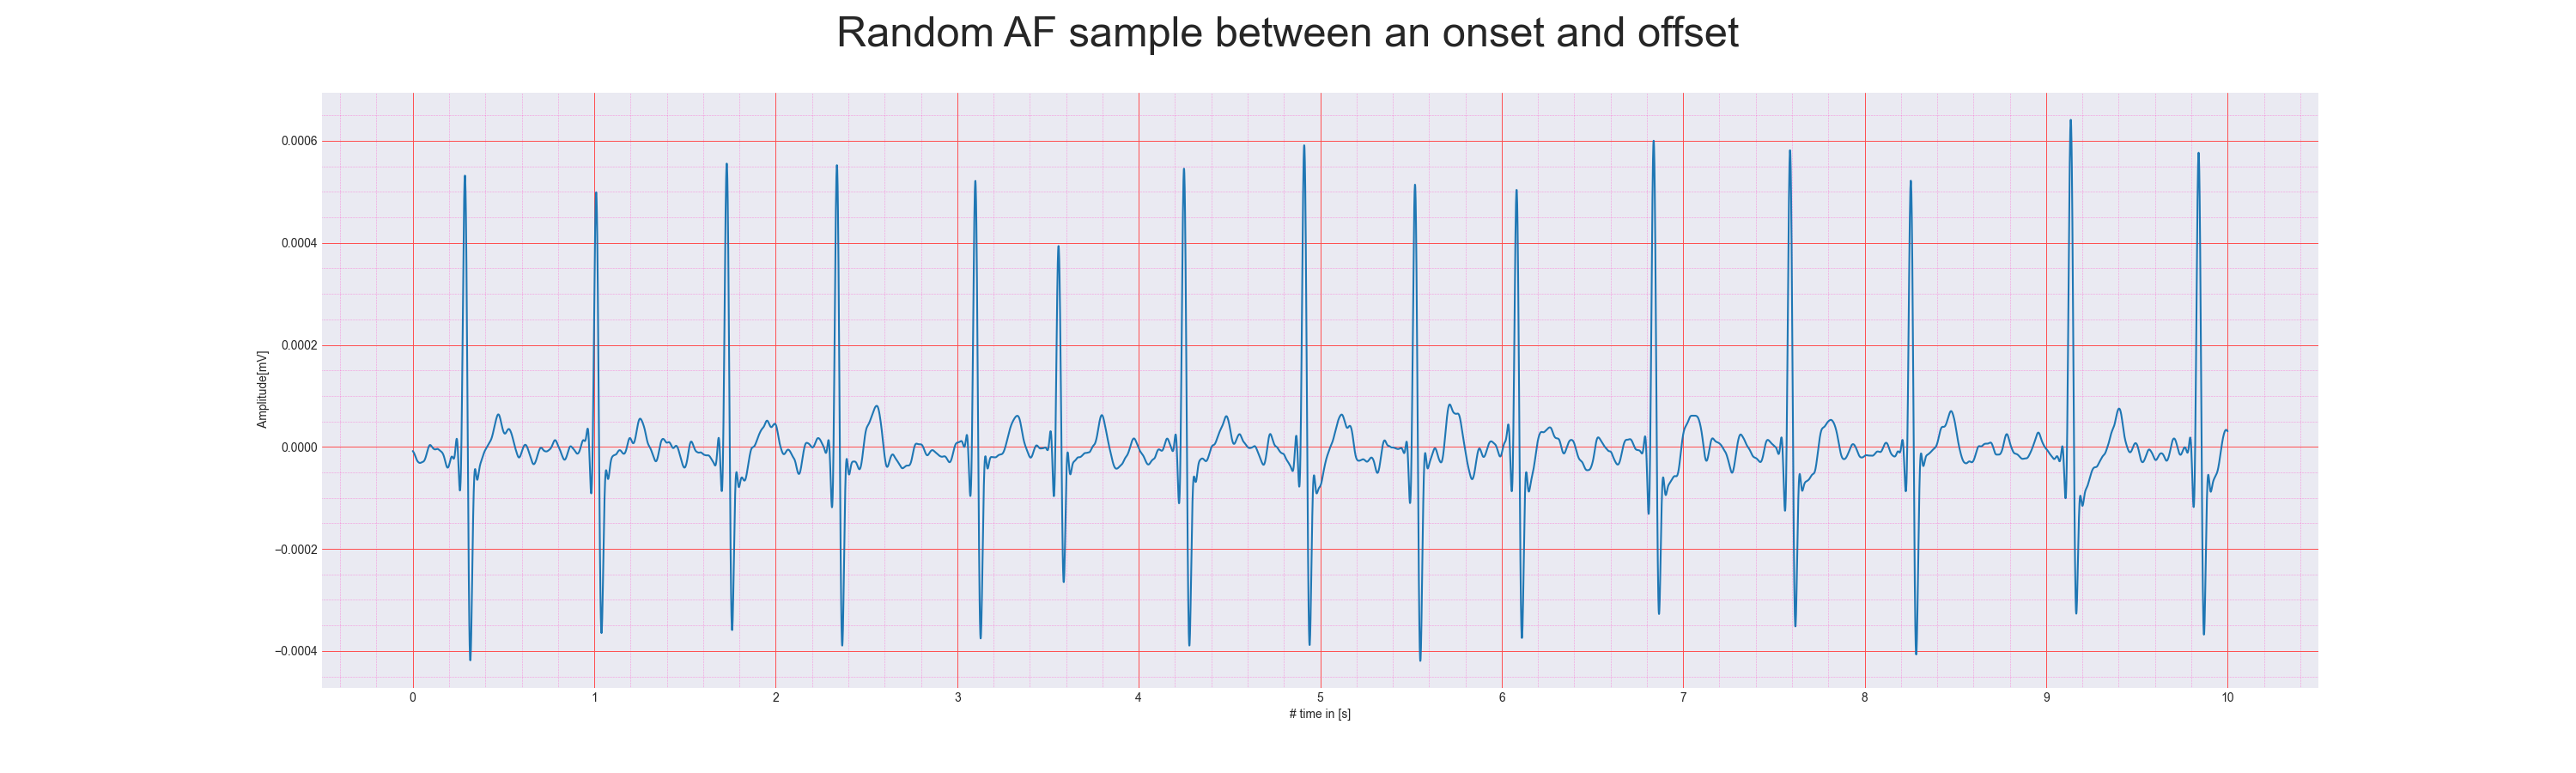 Random AF sample between an onset and offset
0.0006
0.0004
0.0002
0.0000
−0.0002
−0.0004
Amplitude[mV]
0 1 2 3 4 5 6 7 8 9 10
# time in [s]